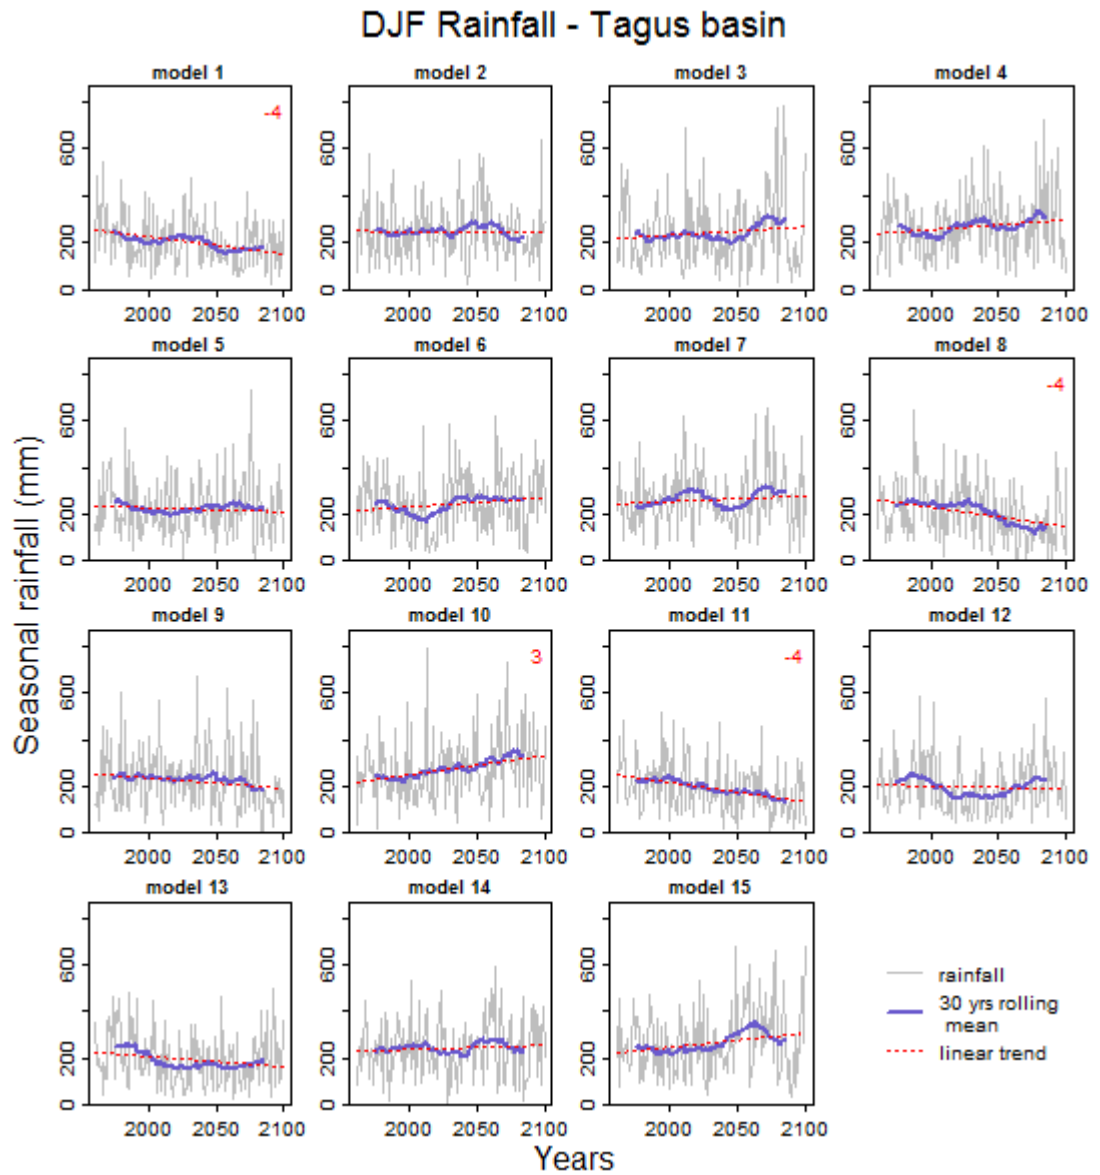 DJF Rainfall - Tagus basin
model 1
model 2
model 3
model 4
-4
0 200 600
0 200 600
0 200 600
0 200 600
2000 2050 2100
2000 2050 2100
2000 2050 2100
2000 2050 2100
model 5
model 6
model 7
model 8
-4
0 200 600
0 200 600
0 200 600
0 200 600
2000 2050 2100
2000 2050 2100
2000 2050 2100
2000 2050 2100
Seasonal rainfall (mm)
model 9
model 10
model 11
model 12
3
-4
0 200 600
0 200 600
0 200 600
0 200 600
2000 2050 2100
2000 2050 2100
2000 2050 2100
2000 2050 2100
model 13
model 14
model 15
0 200 600
0 200 600
0 200 600
2000 2050 2100
2000 2050 2100
2000 2050 2100
rainfall
30 yrs rolling
mean
linear trend
Years